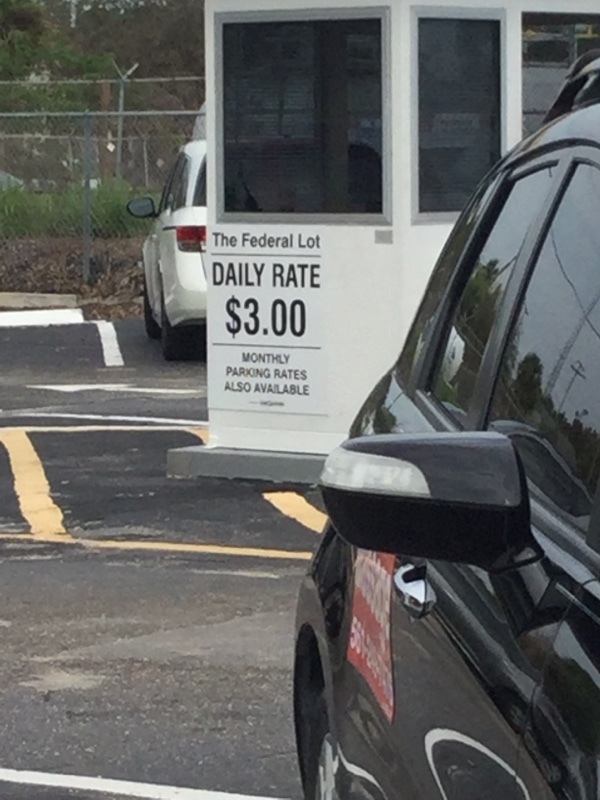 The Federal Lot
DAILY RATE
$3.00
MONTHLY
PARKING RATES
ALSO AVAILABLE